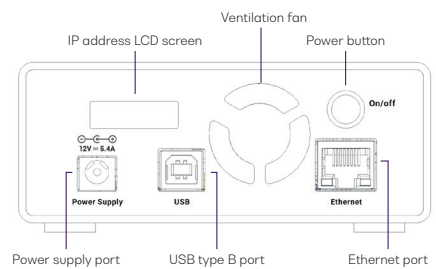 Ventilation fan
IP address LCD screen
Power button
On/off
12V⎓5.4A
Power Supply
USB
Ethernet
Power supply port
USB type B port
Ethernet port